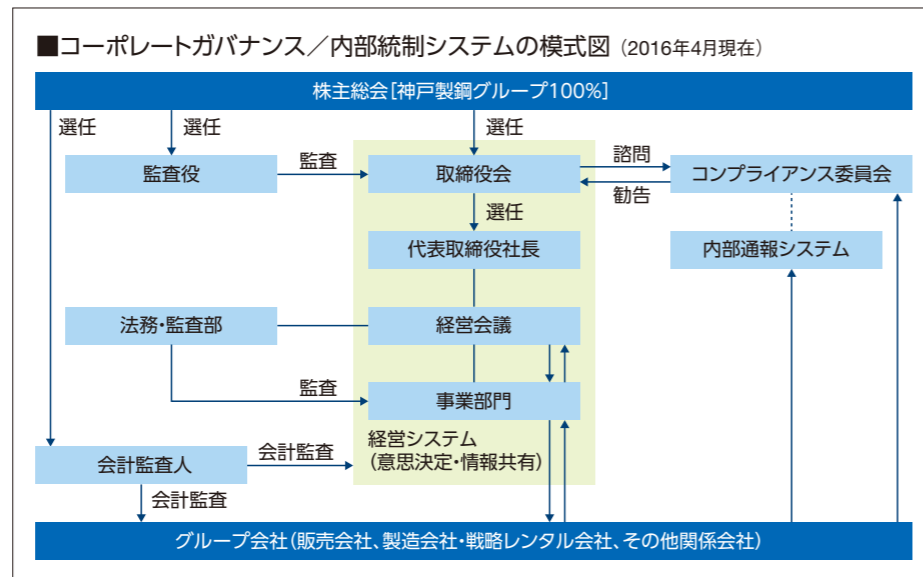 ■コーポレートガバナンス／内部統制システムの模式図（2016年4月現在）
株主総会[神戸製鋼グループ100%]
選任
選任
選任
監査役
監査
取締役会
諮問
勧告
コンプライアンス委員会
選任
代表取締役社長
内部通報システム
法務・監査部
経営会議
監査
事業部門
経営システム
（意思決定・情報共有）
会計監査人
会計監査
会計監査
グループ会社（販売会社、製造会社・戦略レンタル会社、その他関係会社）